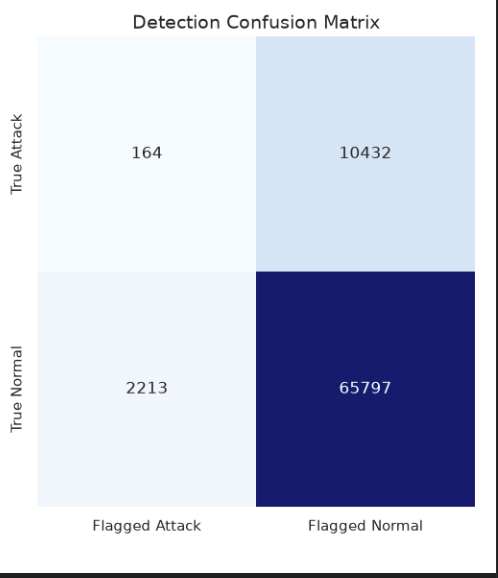 Detection Confusion Matrix
True Attack
164
10432
True Normal
2213
65797
Flagged Attack
Flagged Normal